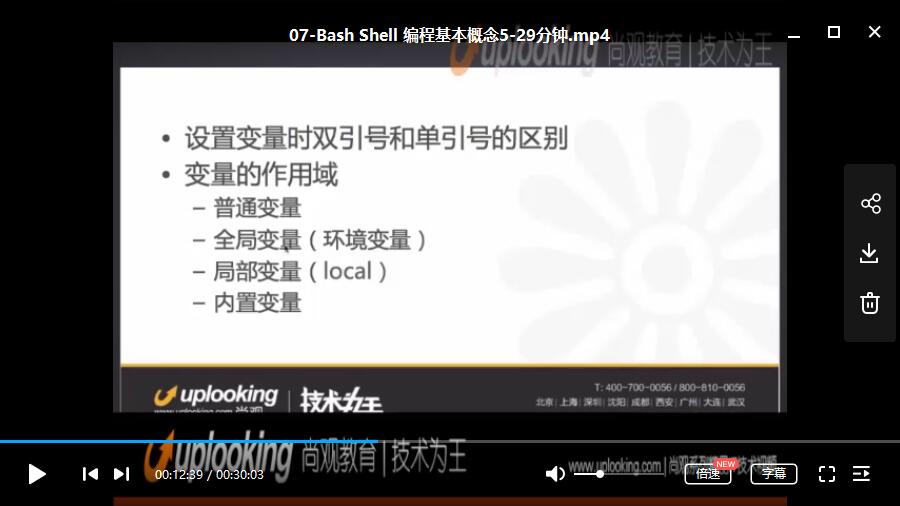 07-Bash Shell 编程基本概念5-29分钟.mp4
uplooking 尚观教育 | 技术为王
• 设置变量时双引号和单引号的区别
• 变量的作用域
– 普通变量
– 全局变量（环境变量）
– 局部变量（local）
– 内置变量
uplooking | 技术为王
www.uplooking.com 尚观
T: 400-700-0056 / 800-810-0056
北京 | 上海 | 深圳 | 沈阳 | 成都 | 西安 | 广州 | 大连 | 武汉
uplooking 尚观教育 | 技术为王
www.uplooking.com | 尚观系列
技术视频
00:12:39 / 00:30:03
倍速
NEW
字幕